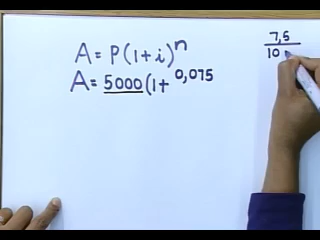 A = P(1+i)^n
A = 5000(1+ 0,075
7,5
10